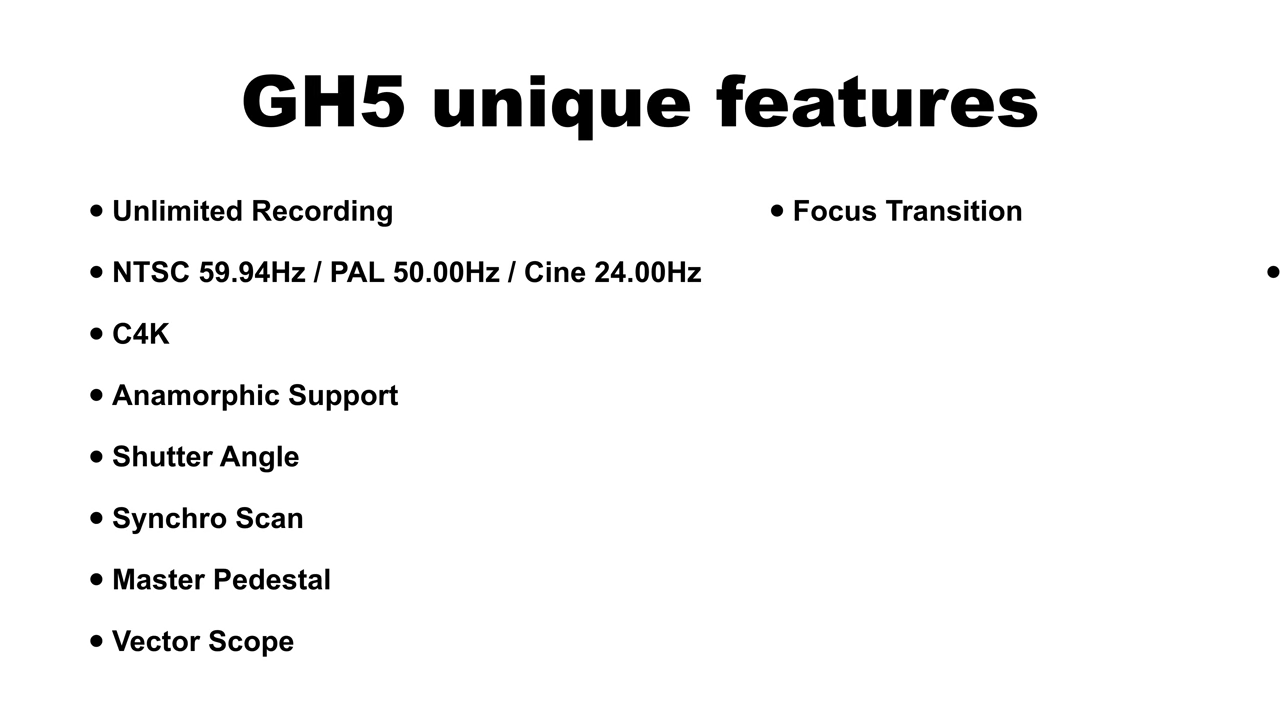 GH5 unique features
• Unlimited Recording
• NTSC 59.94Hz / PAL 50.00Hz / Cine 24.00Hz
• C4K
• Anamorphic Support
• Shutter Angle
• Synchro Scan
• Master Pedestal
• Vector Scope
• Focus Transition
•